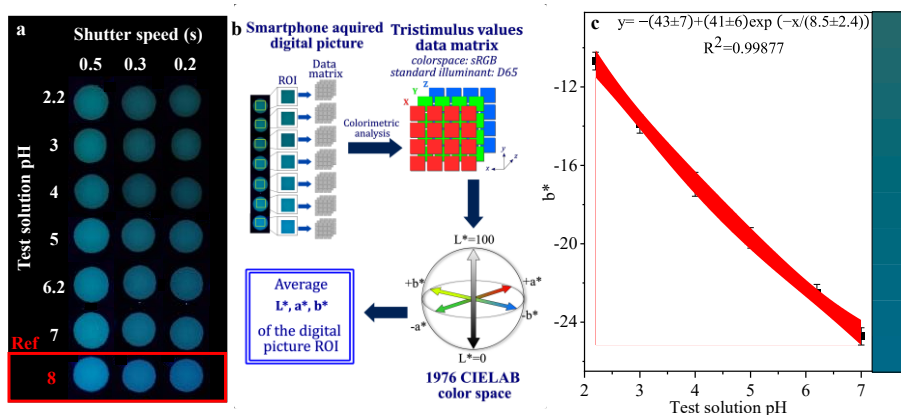 a
Shutter speed (s)
0.5 0.3 0.2
Test solution pH
2.2
3
4
5
6.2
7
Ref
8
b
Smartphone aquired
digital picture
ROI
Data
matrix
Colorimetric
analysis
Tristimulus values
data matrix
colorspace: sRGB
standard illuminant: D65
Z
Y
X
y
z
x
L*=100
+b*
+a*
-a*
-b*
L*=0
1976 CIELAB
color space
Average
L*, a*, b*
of the digital
picture ROI
c
y= −(43±7)+(41±6)exp (−x/(8.5±2.4))
R²=0.99877
b*
-12
-16
-20
-24
2 3 4 5 6 7
Test solution pH